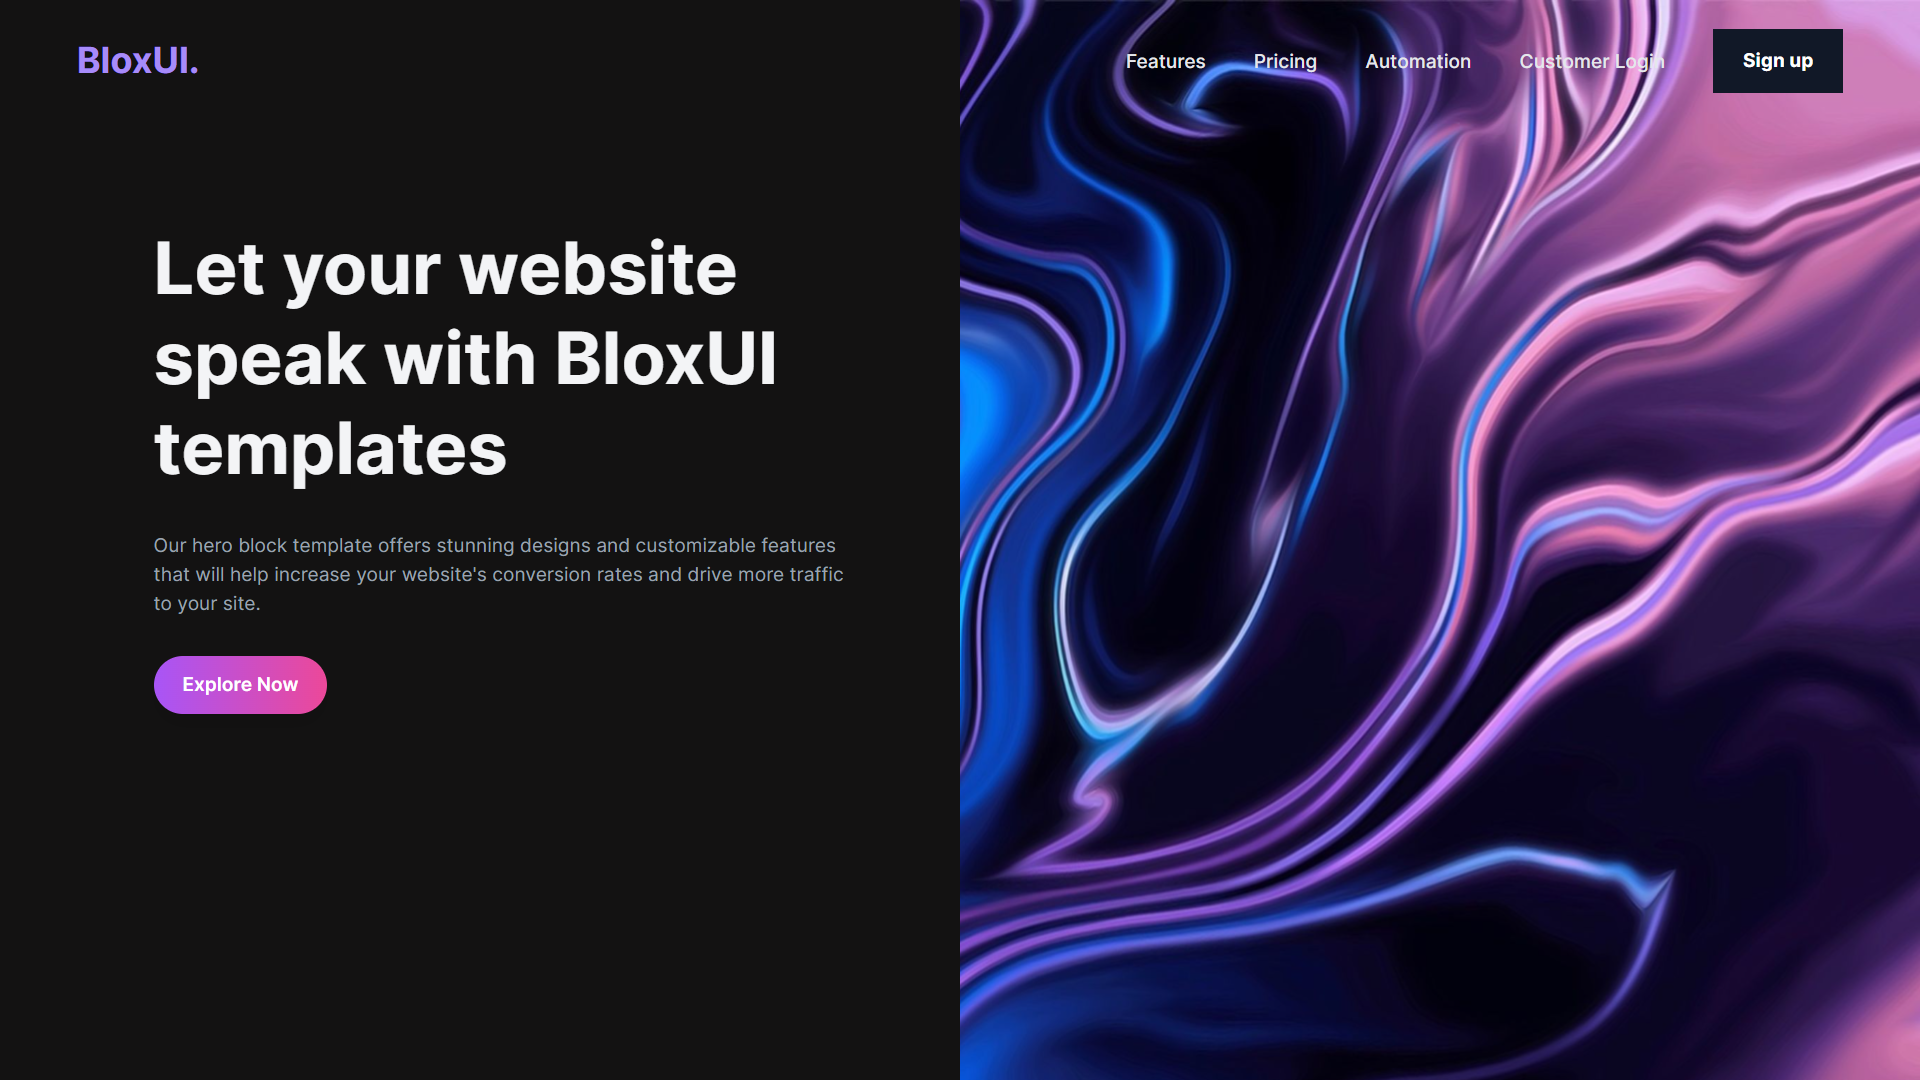 BloxUI.
Features Pricing Automation Customer Login Sign up
Let your website
speak with BloxUI
templates
Our hero block template offers stunning designs and customizable features
that will help increase your website's conversion rates and drive more traffic
to your site.
Explore Now